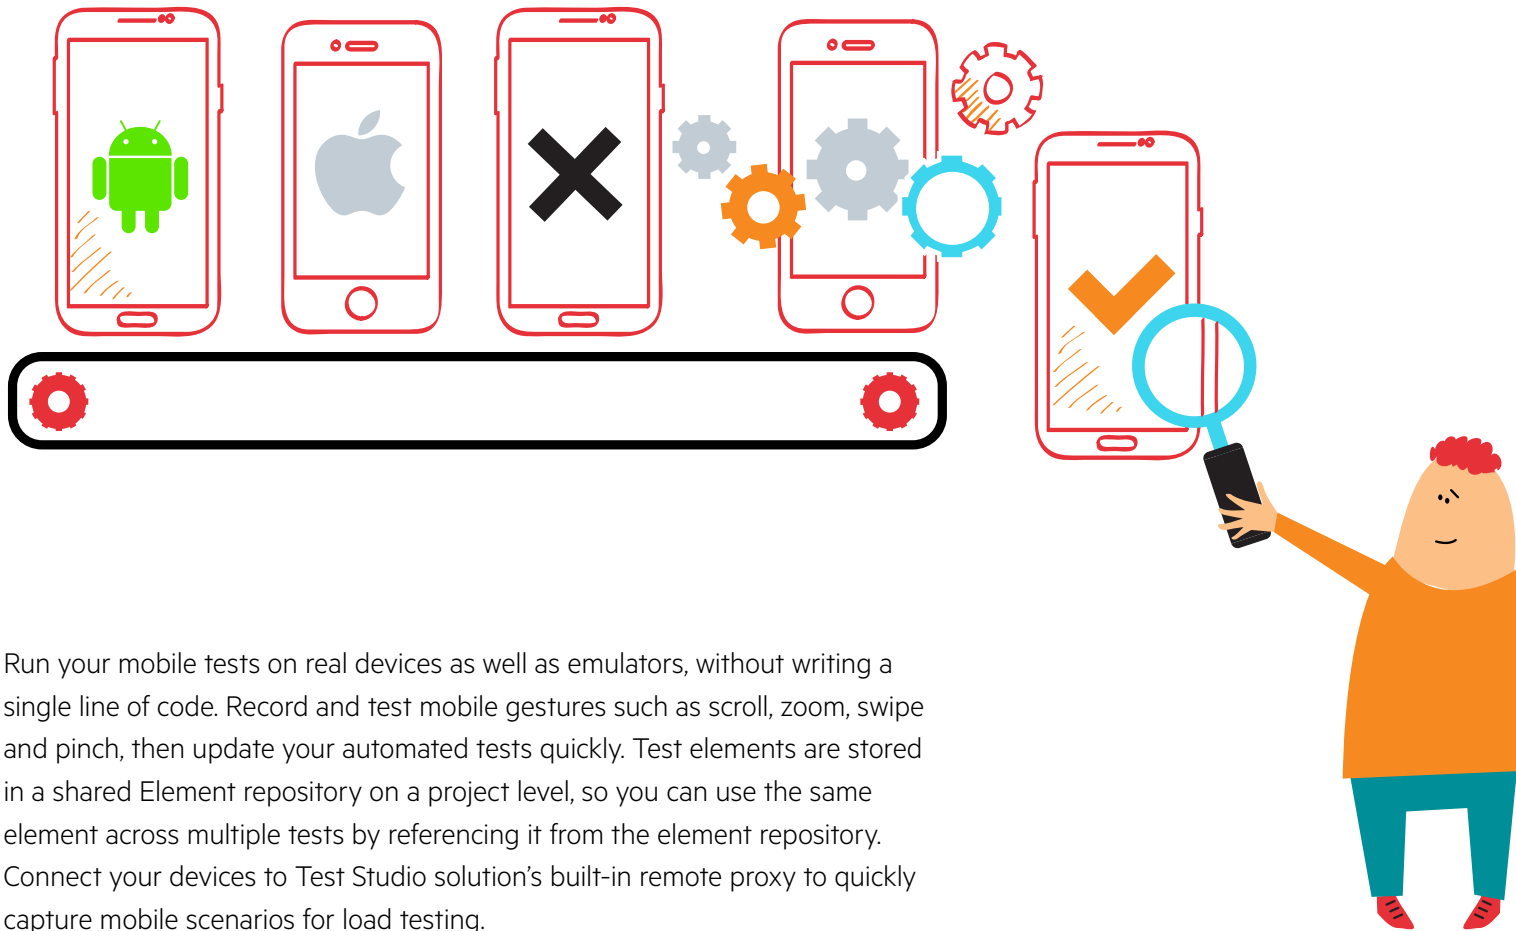 Run your mobile tests on real devices as well as emulators, without writing a
single line of code. Record and test mobile gestures such as scroll, zoom, swipe
and pinch, then update your automated tests quickly. Test elements are stored
in a shared Element repository on a project level, so you can use the same
element across multiple tests by referencing it from the element repository.
Connect your devices to Test Studio solution’s built-in remote proxy to quickly
capture mobile scenarios for load testing.